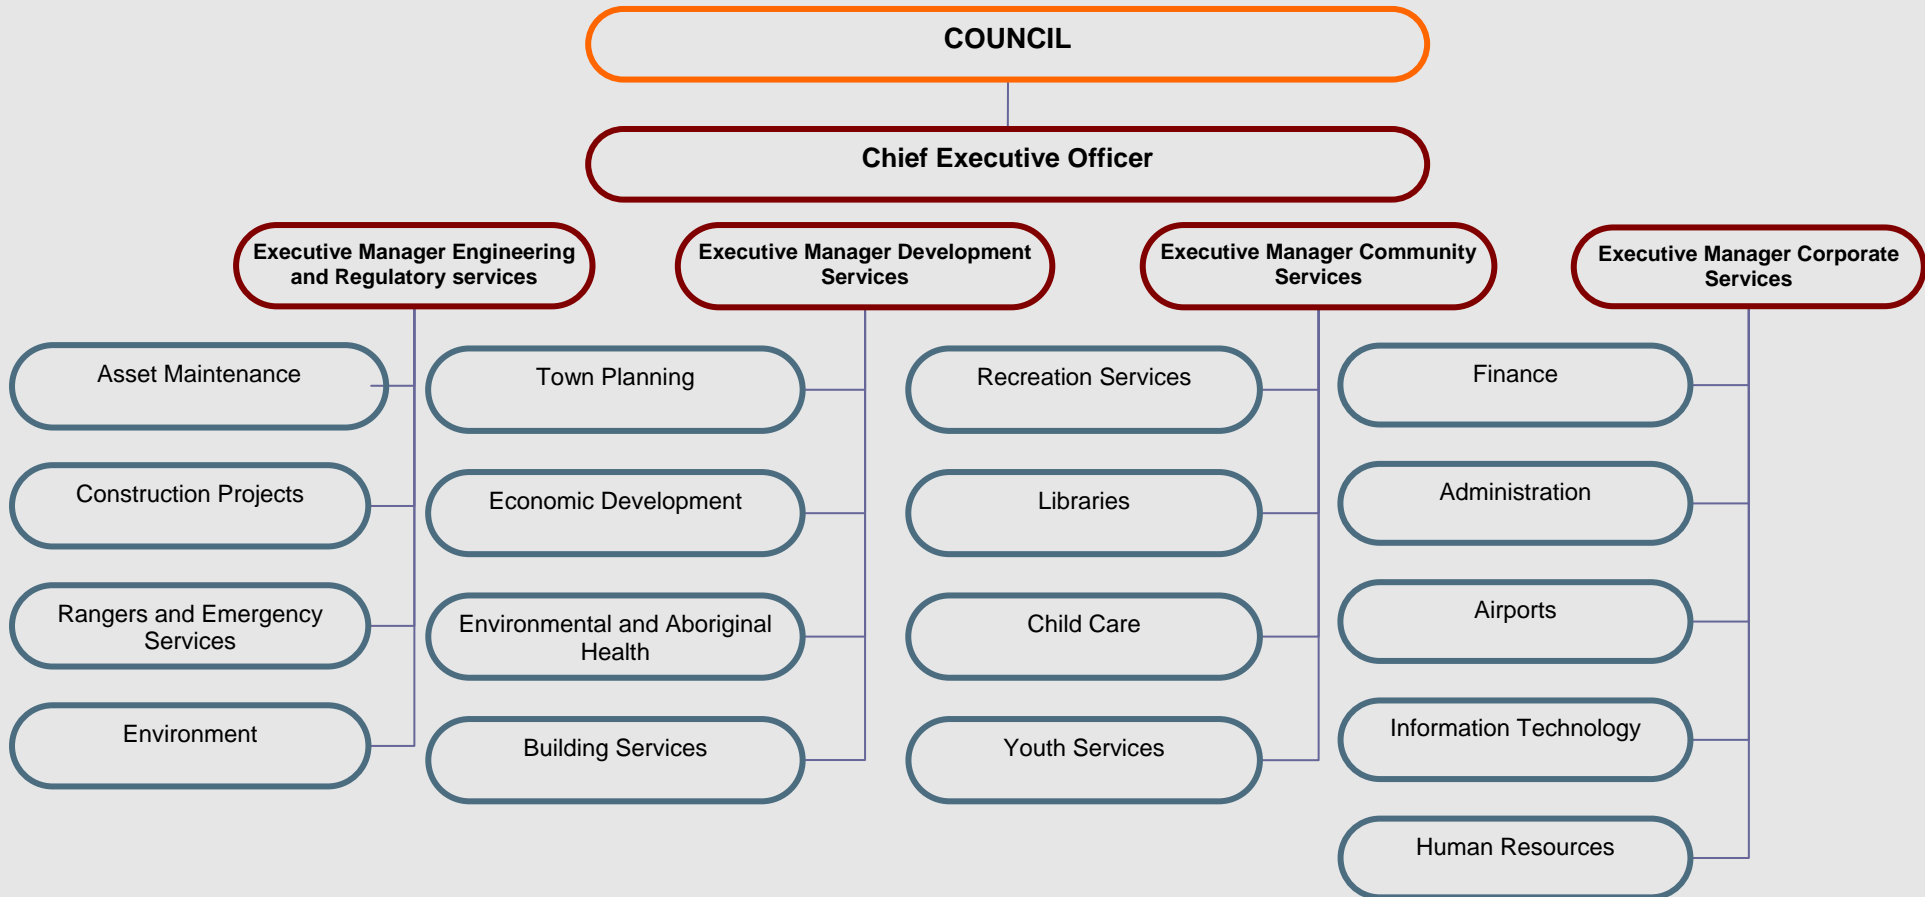 COUNCIL
Chief Executive Officer
Executive Manager Engineering
and Regulatory services
Executive Manager Development
Services
Executive Manager Community
Services
Executive Manager Corporate
Services
Asset Maintenance
Construction Projects
Rangers and Emergency
Services
Environment
Town Planning
Economic Development
Environmental and Aboriginal
Health
Building Services
Recreation Services
Libraries
Child Care
Youth Services
Finance
Administration
Airports
Information Technology
Human Resources